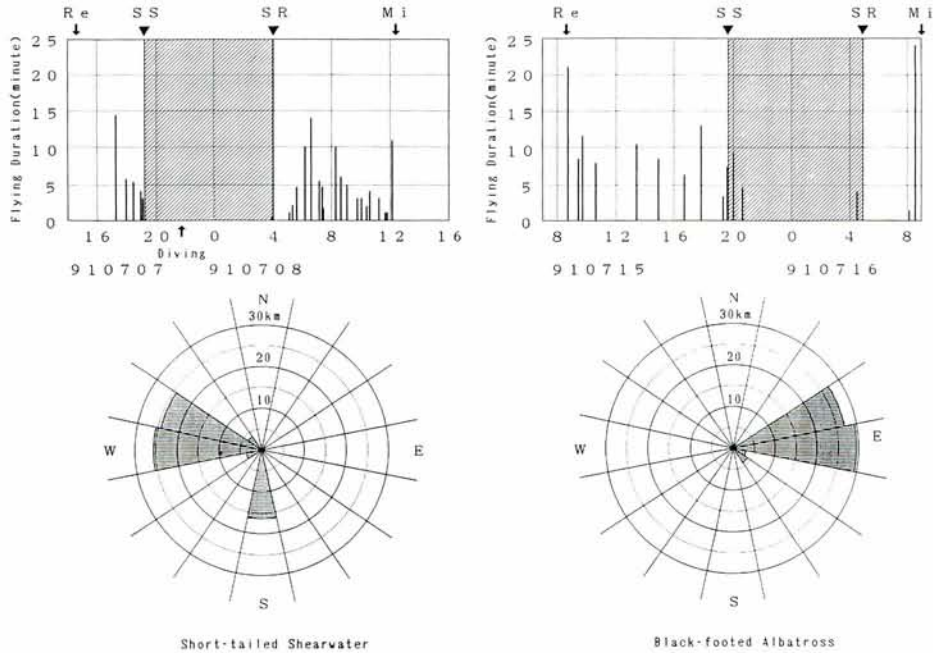 Re SS SR Mi
Re SS SR Mi
Flying Duration(minute)
25
20
15
10
5
0
16 20 0 4 8 12 16
Diving
910707 910708
Flying Duration(minute)
25
20
15
10
5
0
8 12 16 20 0 4 8
910715 910716
N
30km
20
10
W E
S
Short-tailed Shearwater
N
30km
20
10
W E
S
Black-footed Albatross